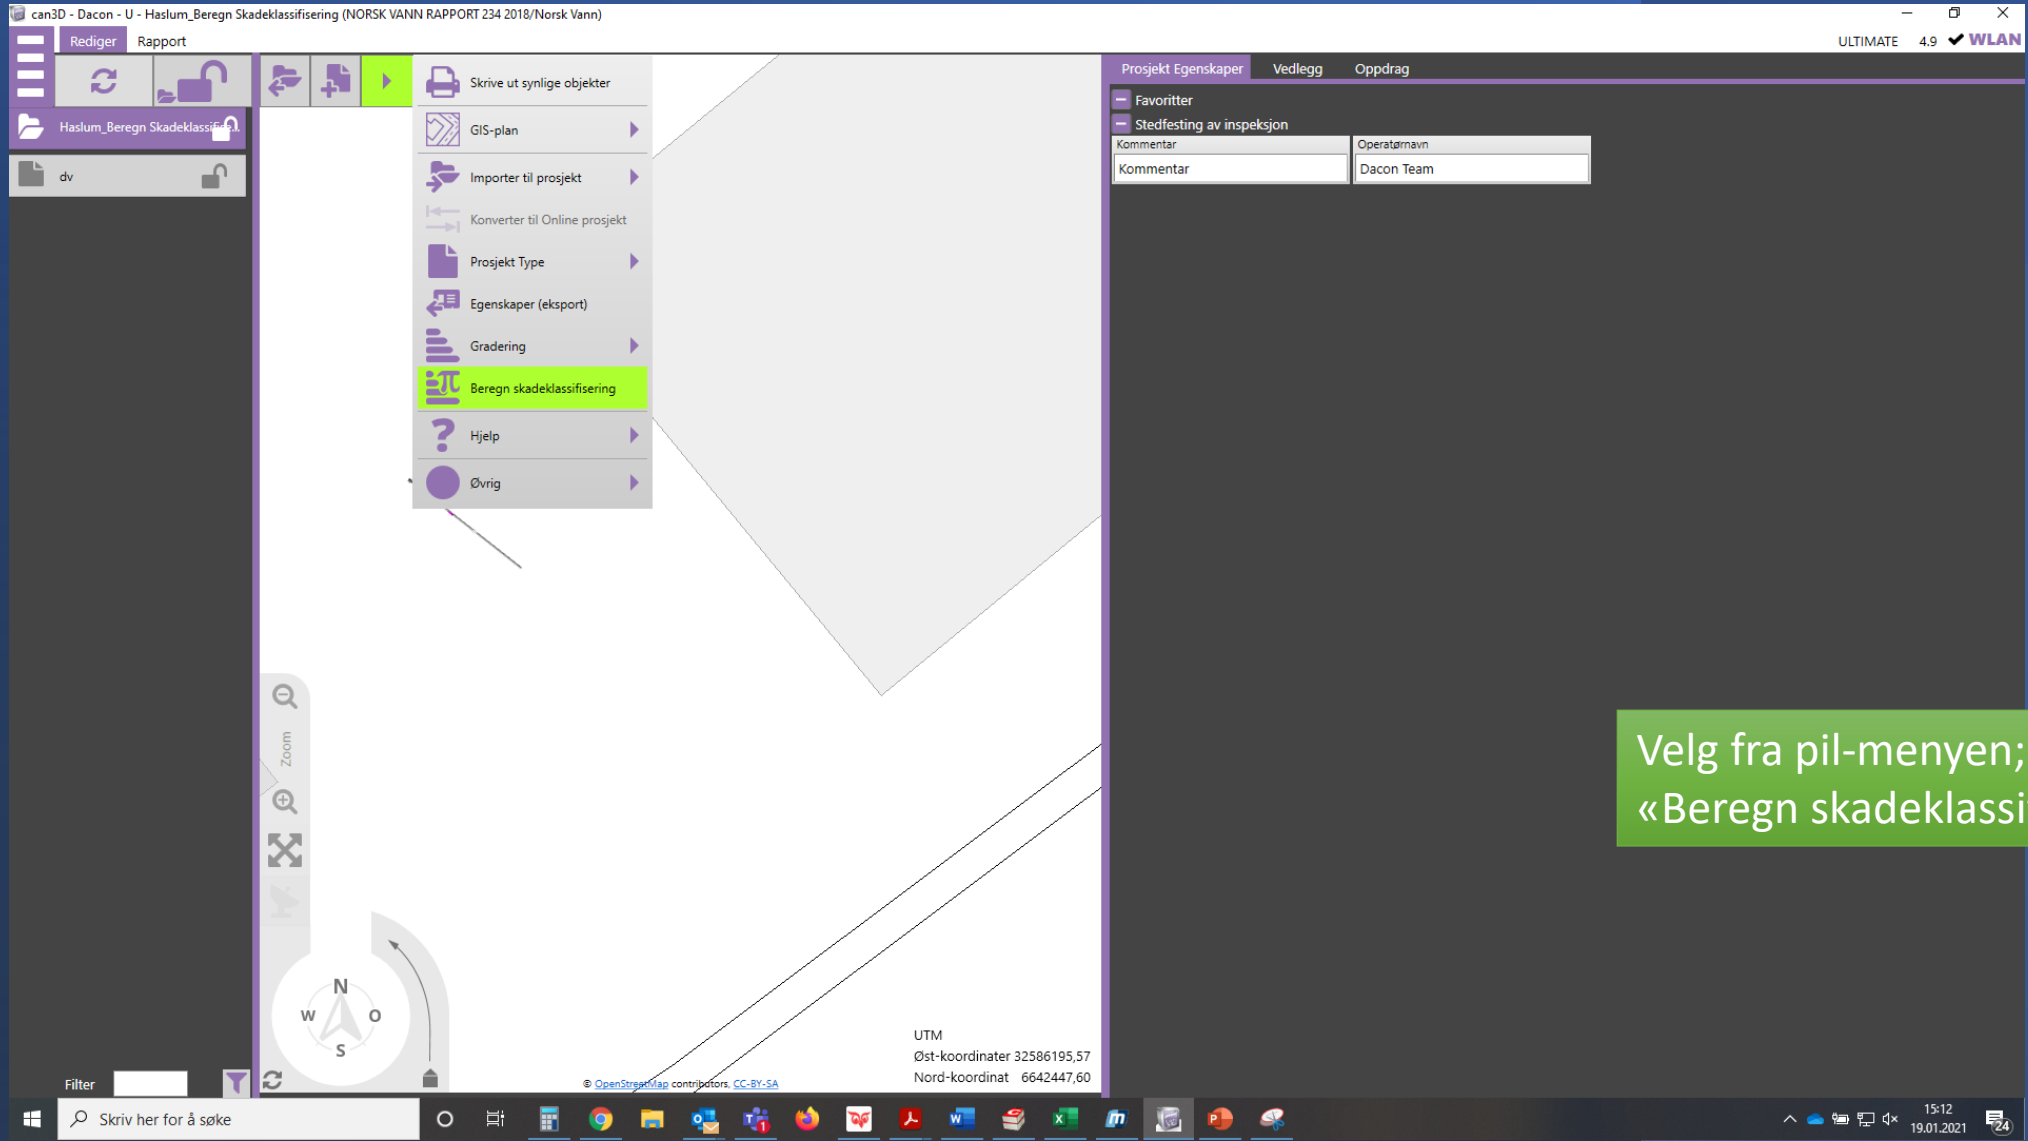 can3D - Dacon - U - Haslum_Beregn Skadeklassifisering (NORSK VANN RAPPORT 234 2018/Norsk Vann)
Rediger Rapport
ULTIMATE 4.9 WLAN
Haslum_Beregn
dv
Skrive ut synlige objekter
GIS-plan
Importer til prosjekt
Konverter til Online prosjekt
Prosjekt Type
Egenskaper (eksport)
Gradering
Beregn skadeklassifisering
Hjelp
Øvrig
Prosjekt Egenskaper Vedlegg Oppdrag
Favoritter
Stedfesting av inspeksjon
Kommentar Operatørnavn
Kommentar Dacon Team
Velg fra pil-menyen;
«Beregn
Zoom
N
W O
S
UTM
Øst-koordinater 32586195,57
Nord-koordinat 6642447,60
© OpenStreetMap contributors, CC-BY-SA
Filter
Skriv her for å søke
15:12
19.01.2021
24